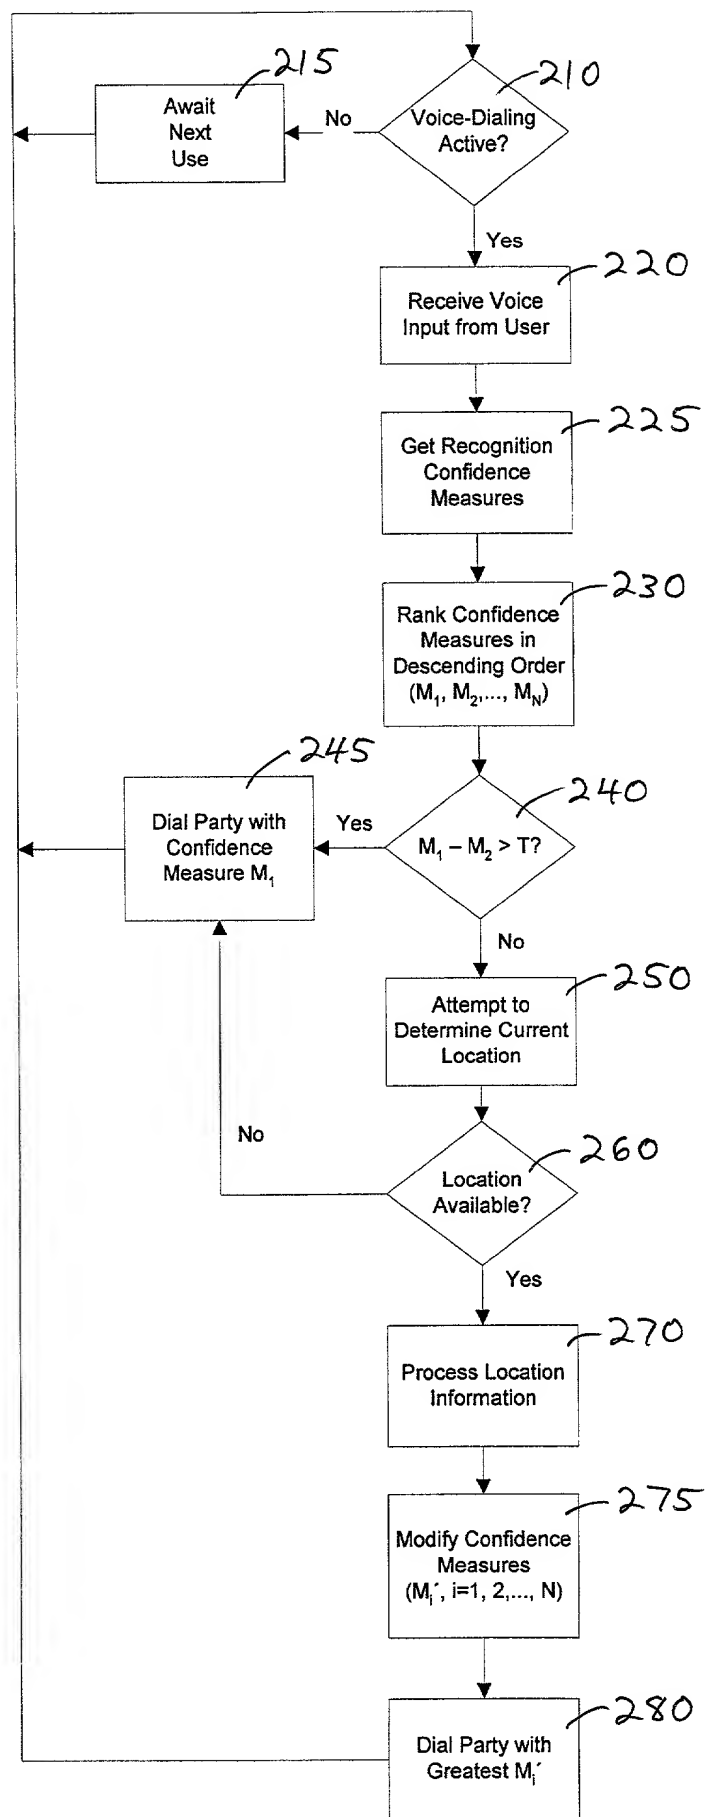 215
210
Await
Next
Use
No
Voice-Dialing
Active?
Yes
220
Receive Voice
Input from User
225
Get Recognition
Confidence
Measures
230
Rank Confidence
Measures in
Descending Order
(M₁, M₂,..., M_N)
245
Dial Party with
Confidence
Measure M₁
Yes
240
M₁ – M₂ > T?
No
250
Attempt to
Determine Current
Location
No
260
Location
Available?
Yes
270
Process Location
Information
275
Modify Confidence
Measures
(Mᵢ´, i=1, 2,..., N)
280
Dial Party with
Greatest Mᵢ´